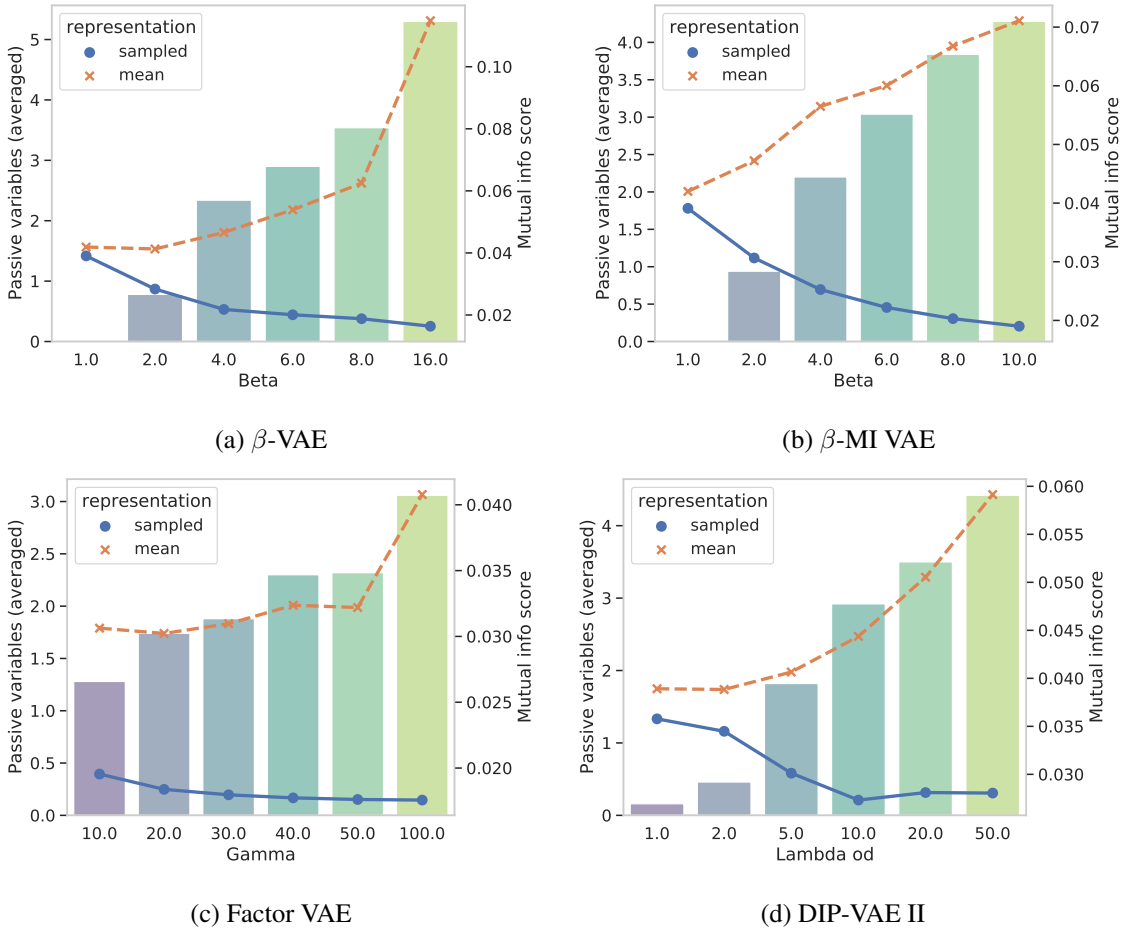 representation
sampled
mean
Passive variables (averaged)
0
1
2
3
4
5
0.02
0.04
0.06
0.08
0.10
Mutual info score
1.0 2.0 4.0 6.0 8.0 16.0
Beta
(a) β-VAE
representation
sampled
mean
Passive variables (averaged)
0.0
0.5
1.0
1.5
2.0
2.5
3.0
3.5
4.0
0.02
0.03
0.04
0.05
0.06
0.07
Mutual info score
1.0 2.0 4.0 6.0 8.0 10.0
Beta
(b) β-MI VAE
representation
sampled
mean
Passive variables (averaged)
0.0
0.5
1.0
1.5
2.0
2.5
3.0
0.020
0.025
0.030
0.035
0.040
Mutual info score
10.0 20.0 30.0 40.0 50.0 100.0
Gamma
(c) Factor VAE
representation
sampled
mean
Passive variables (averaged)
0
1
2
3
4
0.030
0.035
0.040
0.045
0.050
0.055
0.060
Mutual info score
1.0 2.0 5.0 10.0 20.0 50.0
Lambda od
(d) DIP-VAE II